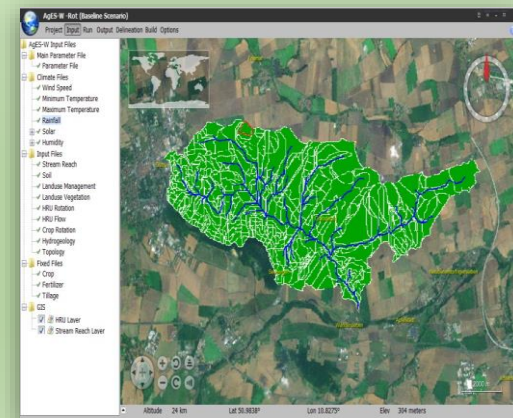 AgES-W -Rot (Baseline Scenario)
Project Input Run Output Delineation Build Options
AgES-W Input Files
Main Parameter File
Parameter File
Climate Files
Wind Speed
Minimum Temperature
Maximum Temperature
Rainfall
Solar
Humidity
Input Files
Stream Reach
Soil
Landuse Management
Landuse Vegetation
HRU Rotation
HRU Flow
Crop Rotation
Hydrogeology
Topology
Fixed Files
Crop
Fertilizer
Tillage
GIS
HRU Layer
Stream Reach Layer
Altitude 24 km Lat 50.9838° Lon 10.8275° Elev 304 meters